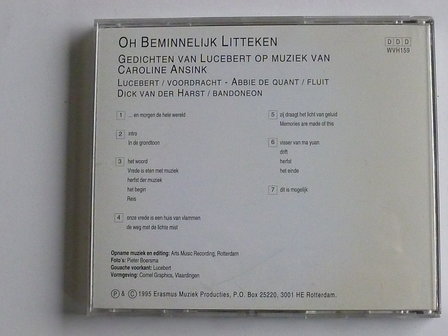 OH BEMINNELIJK LITTEKEN
GEDICHTEN VAN LUCEBERT OP MUZIEK VAN
CAROLINE ANSINK
LUCEBERT / VOORDRACHT - ABBIE DE QUANT / FLUIT
DICK VAN DER HARST / BANDONEON
DDD
WVH159
1 ... en morgen de hele wereld
2 intro
In de grondtoon
3 het woord
Vrede is eten met muziek
herfst der muziek
het begin
Reis
4 onze vrede is een huis van vlammen
de weg met de lichte mist
5 zij draagt het licht van geluid
Memories are made of this
6 visser van ma yuan
drift
herfst
het einde
7 dit is mogelijk
Opname muziek en editing: Arts Music Recording, Rotterdam
Foto's: Pieter Boersma
Gouache voorkant: Lucebert
Vormgeving: Comel Graphics, Vlaardingen
Ⓟ & © 1995 Erasmus Muziek Producties, P.O. Box 25220, 3001 HE Rotterdam.